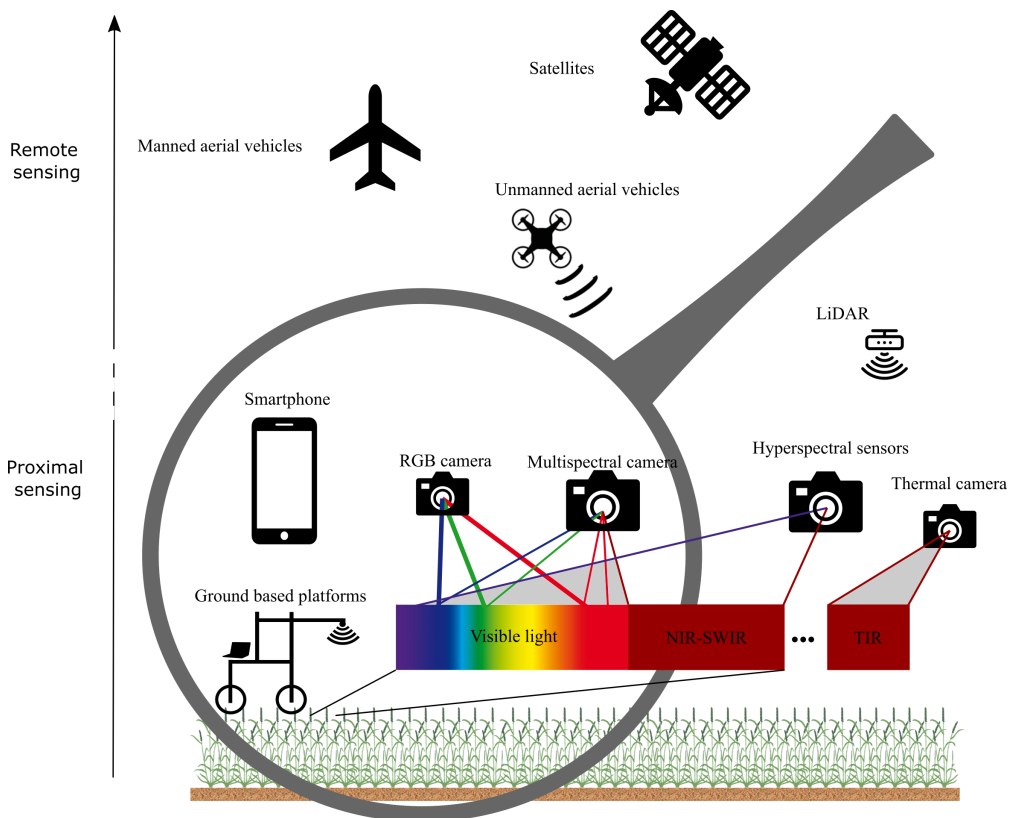 Satellites
Manned aerial vehicles
Remote
sensing
Unmanned aerial vehicles
LiDAR
Smartphone
Proximal
sensing
RGB camera
Multispectral camera
Hyperspectral sensors
Thermal camera
Ground based platforms
Visible light
NIR-SWIR
TIR